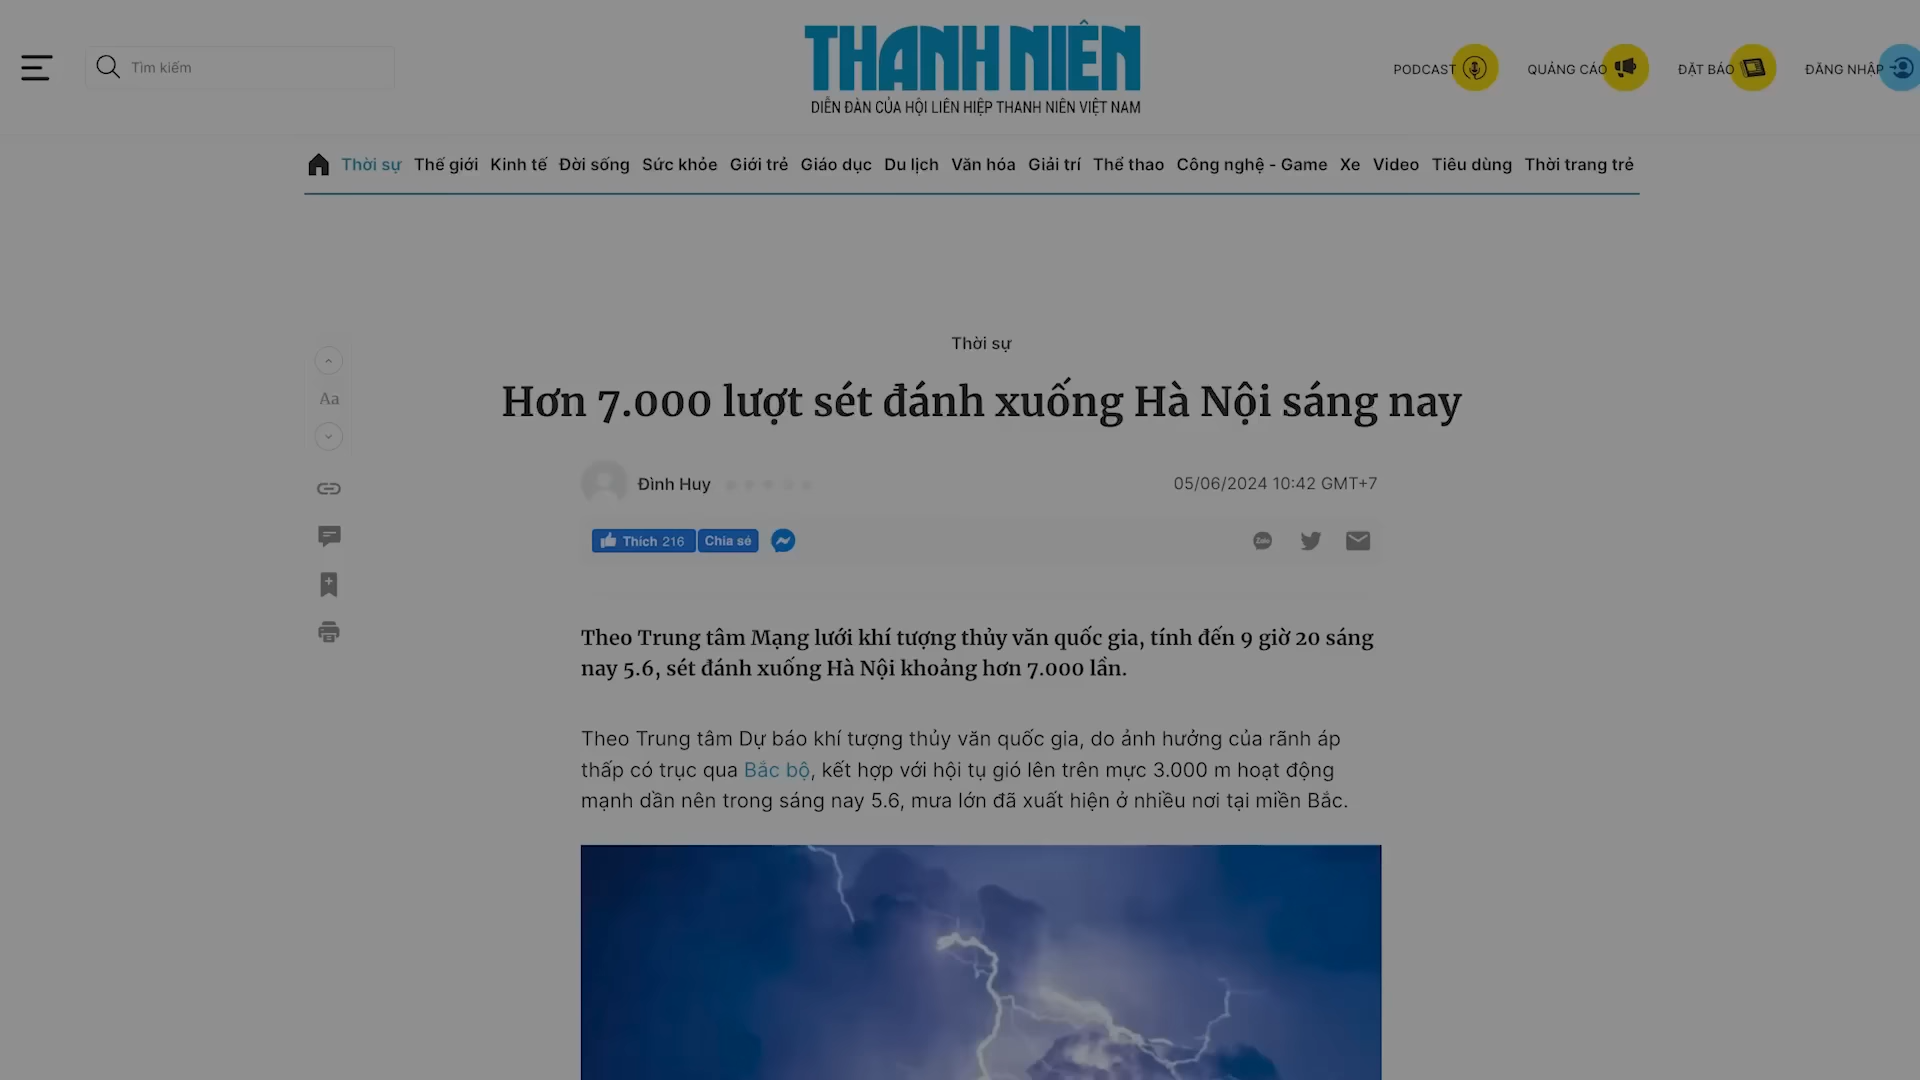 Tìm kiếm
THANH NIÊN
DIỄN ĐÀN CỦA HỘI LIÊN HIỆP THANH NIÊN VIỆT NAM
PODCAST
QUẢNG CÁO
ĐẶT BÁO
ĐĂNG NHẬP
Thời sự Thế giới Kinh tế Đời sống Sức khỏe Giới trẻ Giáo dục Du lịch Văn hóa Giải trí Thể thao Công nghệ - Game Xe Video Tiêu dùng Thời trang trẻ
Thời sự
Aa
Hơn 7.000 lượt sét đánh xuống Hà Nội sáng nay
Đình Huy
05/06/2024 10:42 GMT+7
Thích 216
Chia sẻ
Zalo
Theo Trung tâm Mạng lưới khí tượng thủy văn quốc gia, tính đến 9 giờ 20 sáng
nay 5.6, sét đánh xuống Hà Nội khoảng hơn 7.000 lần.
Theo Trung tâm Dự báo khí tượng thủy văn quốc gia, do ảnh hưởng của rãnh áp
thấp có trục qua Bắc bộ, kết hợp với hội tụ gió lên trên mực 3.000 m hoạt động
mạnh dần nên trong sáng nay 5.6, mưa lớn đã xuất hiện ở nhiều nơi tại miền Bắc.